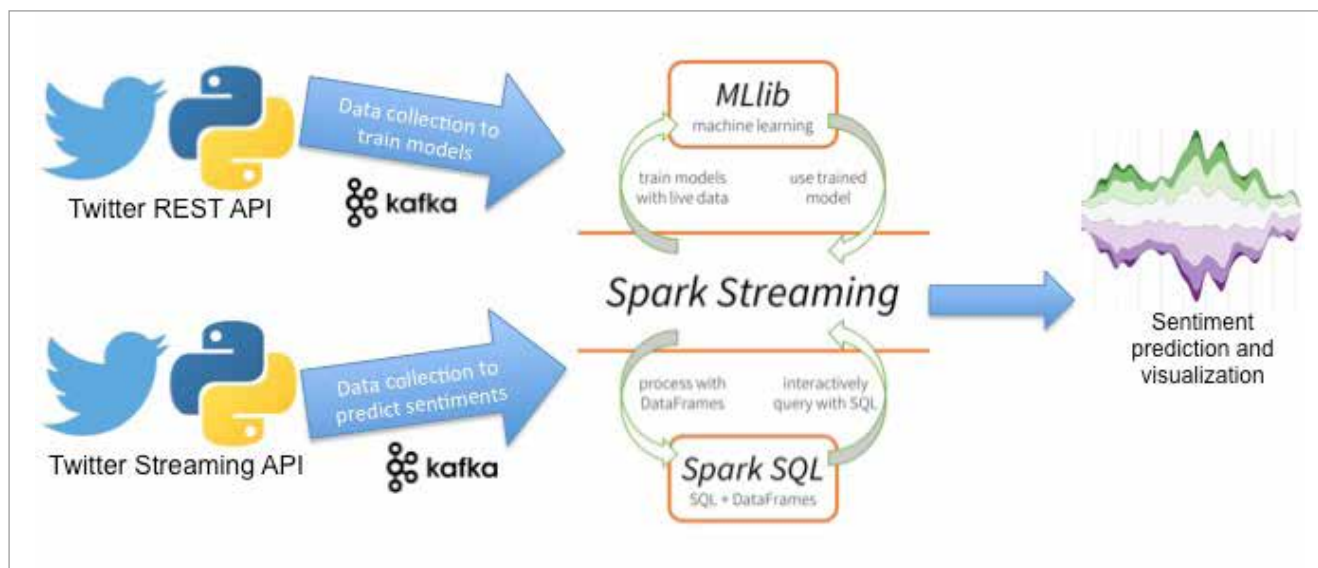 Data collection to
train models
kafka
Twitter REST API
MLlib
machine learning
train models
with live data
use trained
model
Spark Streaming
Data collection to
predict sentiments
kafka
Twitter Streaming API
process with
DataFrames
interactively
query with SQL
Spark SQL
SQL + DataFrames
Sentiment
prediction and
visualization